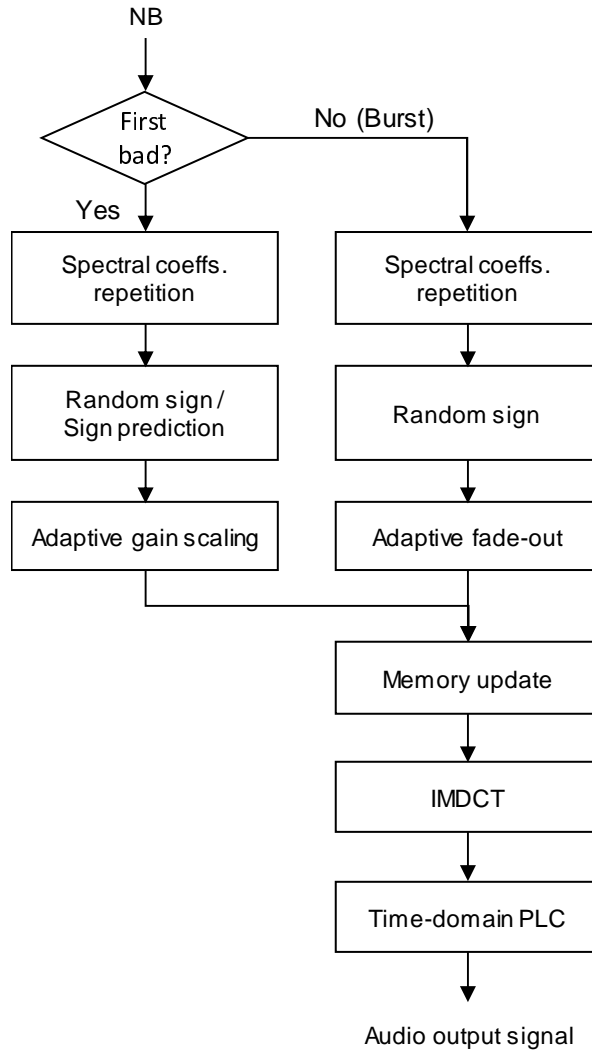 NB
First
bad?
No (Burst)
Yes
Spectral coeffs.
repetition
Spectral coeffs.
repetition
Random sign /
Sign prediction
Random sign
Adaptive gain scaling
Adaptive fade-out
Memory update
IMDCT
Time-domain PLC
Audio output signal